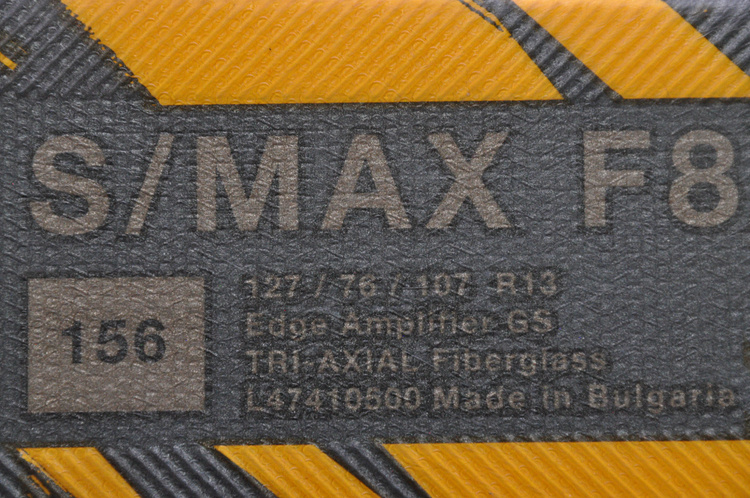 S/MAX F8
156
127 / 76 / 107 R13
Edge Amplifier GS
TRI-AXIAL Fiberglass
L47410500 Made in Bulgaria